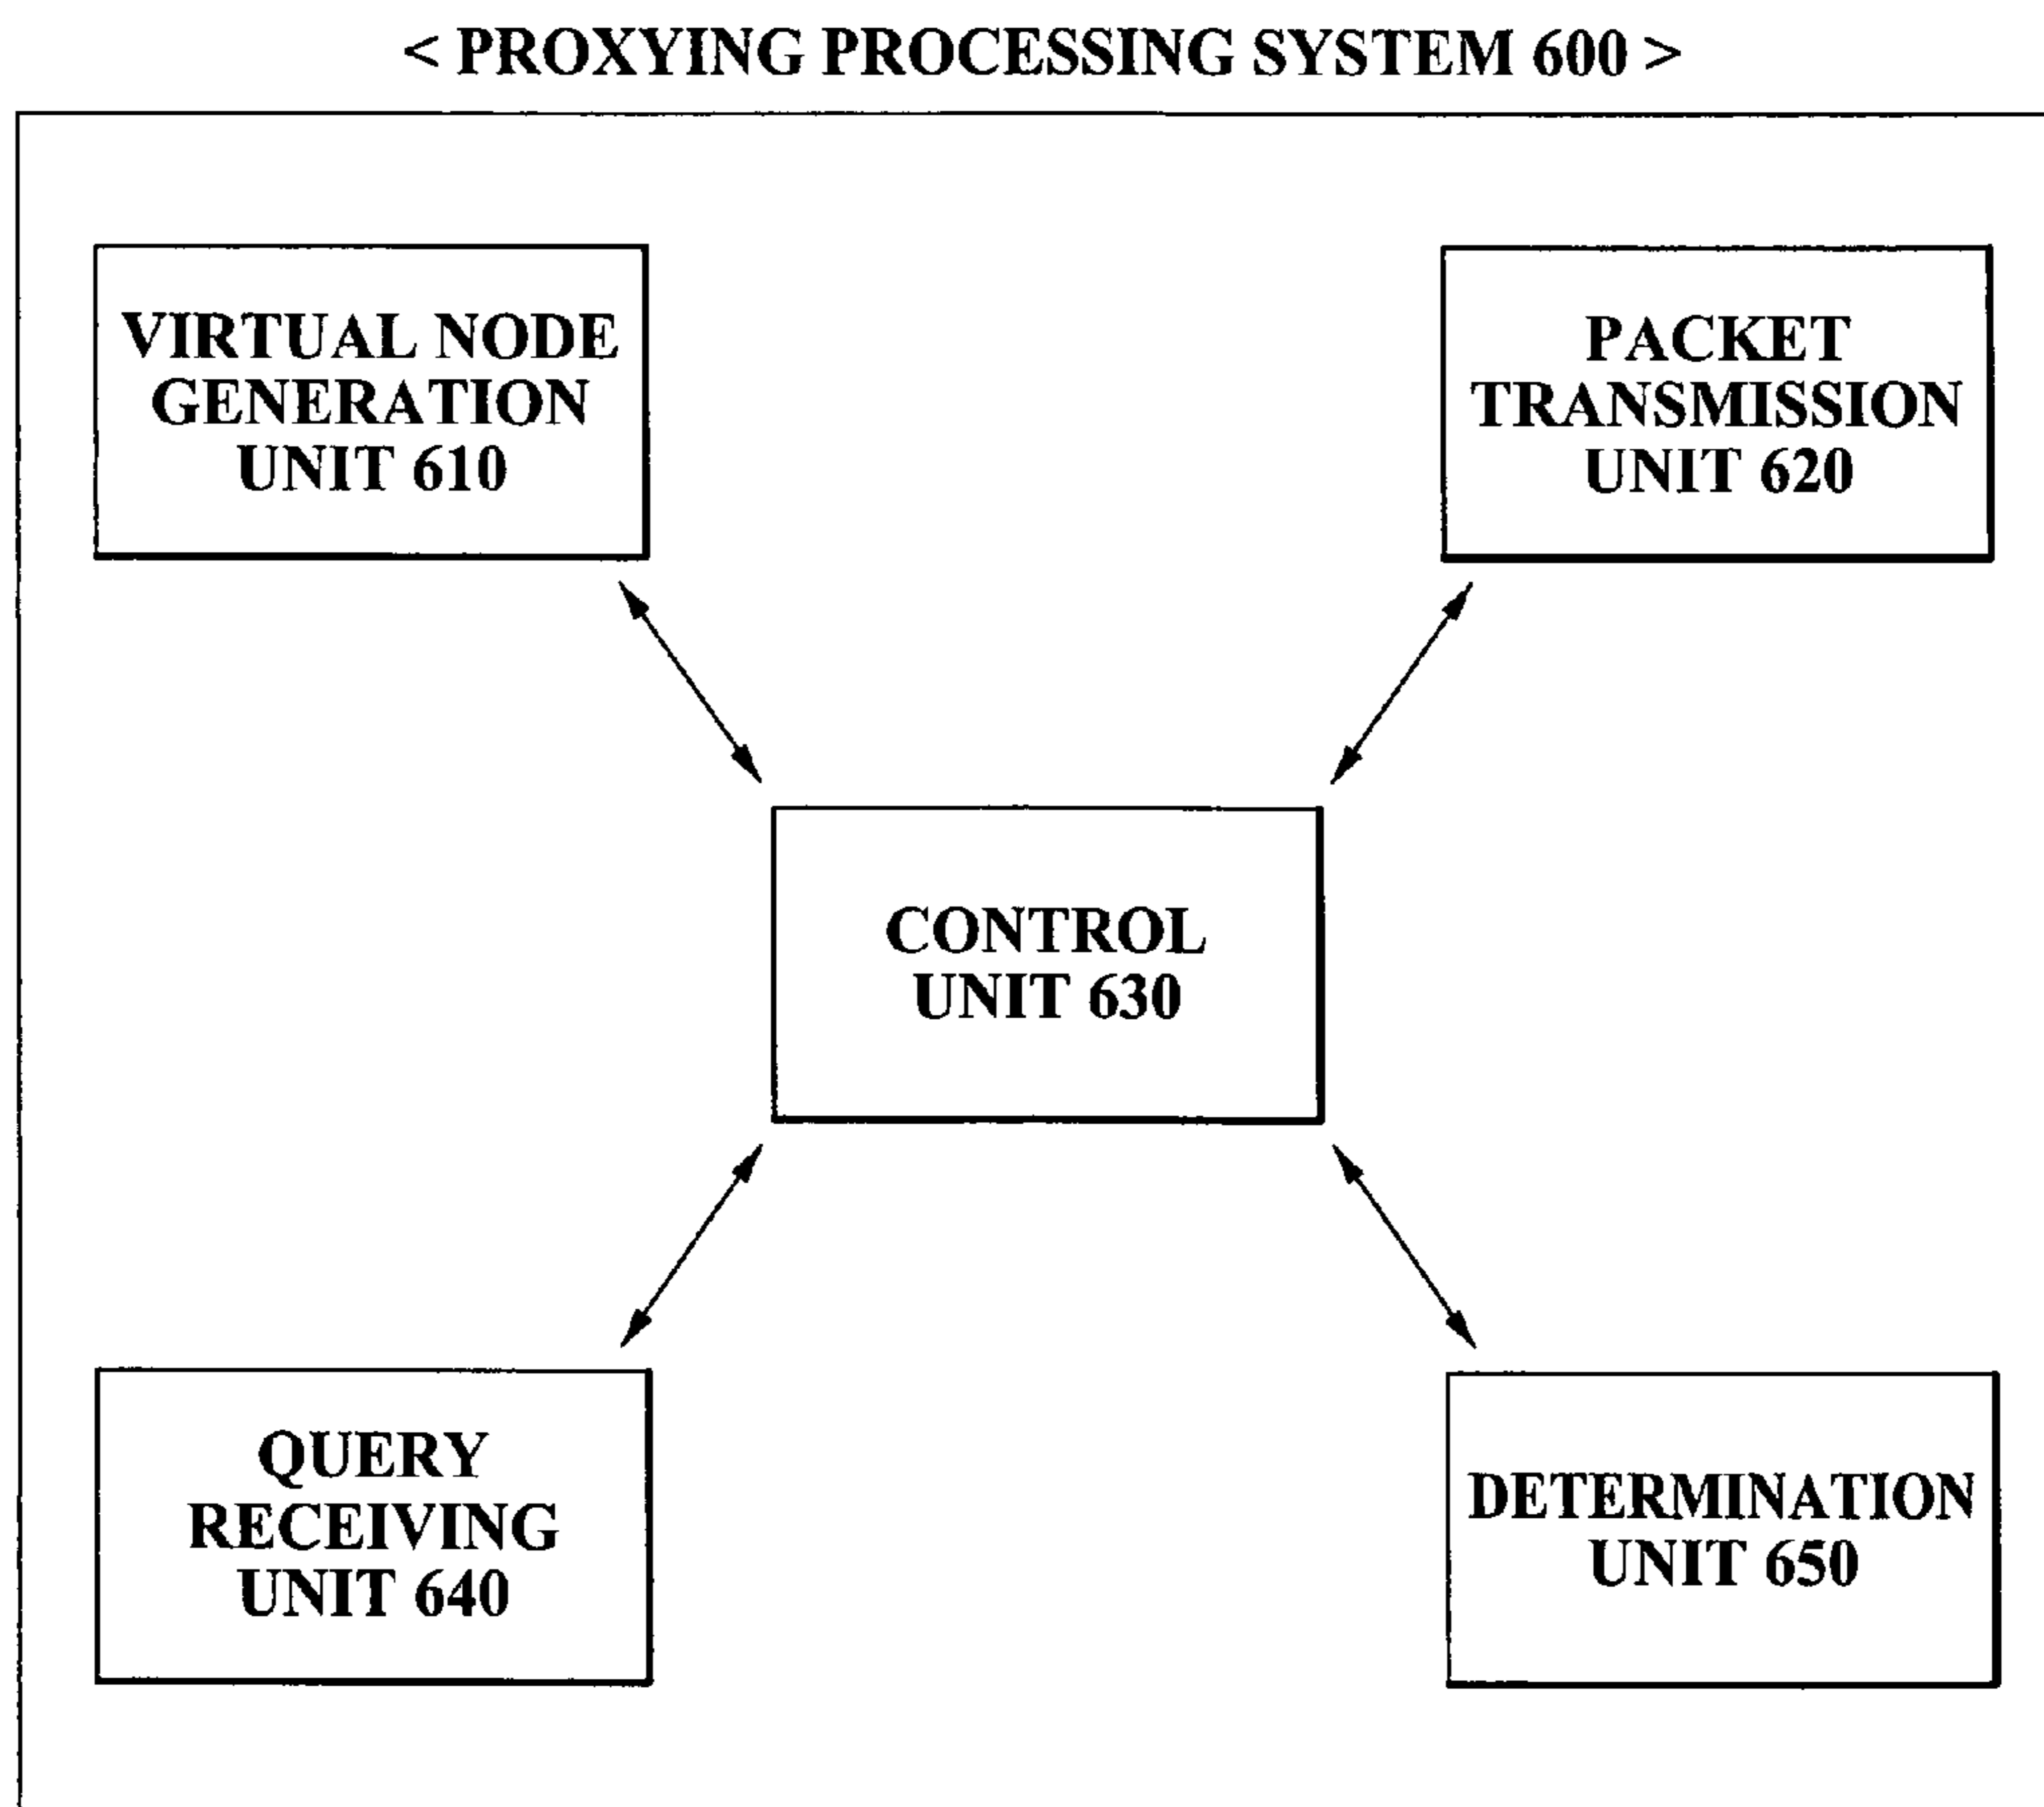 < PROXYING PROCESSING SYSTEM 600 >
VIRTUAL NODE
GENERATION
UNIT 610
PACKET
TRANSMISSION
UNIT 620
CONTROL
UNIT 630
QUERY
RECEIVING
UNIT 640
DETERMINATION
UNIT 650